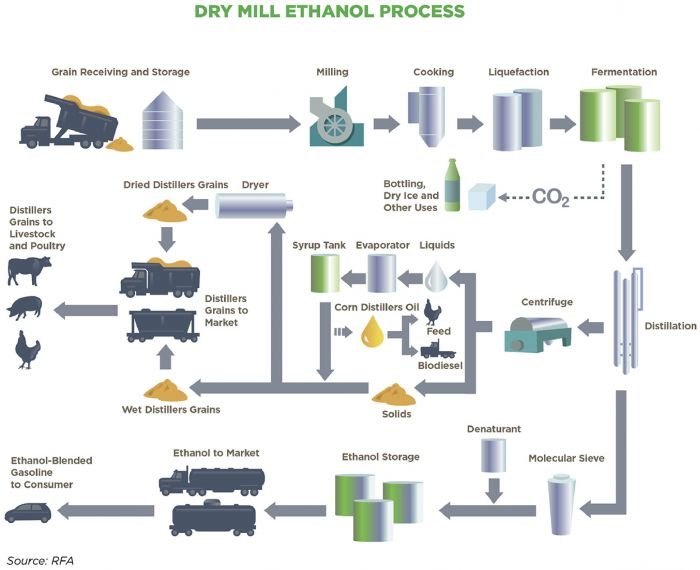 DRY MILL ETHANOL PROCESS
Grain Receiving and Storage
Milling
Cooking
Liquefaction
Fermentation
Bottling,
Dry Ice and
Other Uses
CO₂
Dried Distillers Grains
Dryer
Distillers
Grains to
Livestock
and Poultry
Syrup Tank
Evaporator
Liquids
Distillers
Grains to
Market
Corn Distillers Oil
Feed
Biodiesel
Centrifuge
Distillation
Wet Distillers Grains
Solids
Denaturant
Ethanol-Blended
Gasoline
to Consumer
Ethanol to Market
Ethanol Storage
Molecular Sieve
Source: RFA